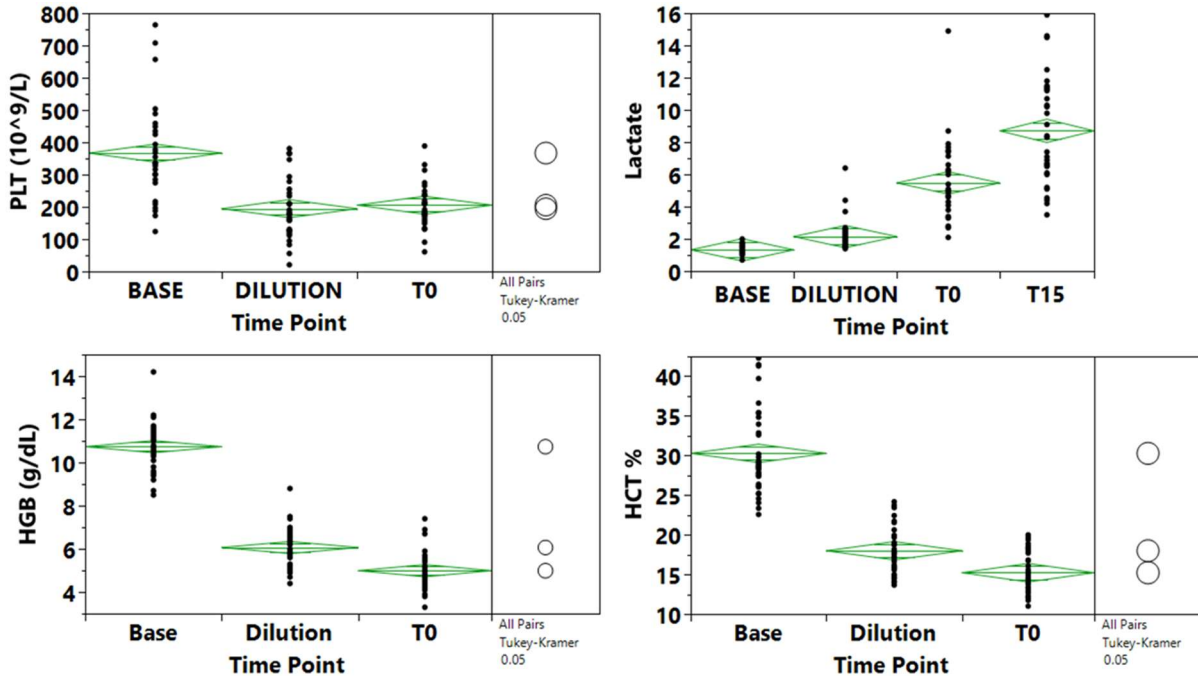 PLT (10^9/L)
800
700
600
500
400
300
200
100
0
BASE DILUTION T0
Time Point
All Pairs
Tukey-Kramer
0.05
Lactate
16
14
12
10
8
6
4
2
0
BASE DILUTION T0 T15
Time Point
HGB (g/dL)
14
12
10
8
6
4
Base Dilution T0
Time Point
All Pairs
Tukey-Kramer
0.05
HCT %
40
35
30
25
20
15
10
Base Dilution T0
Time Point
All Pairs
Tukey-Kramer
0.05